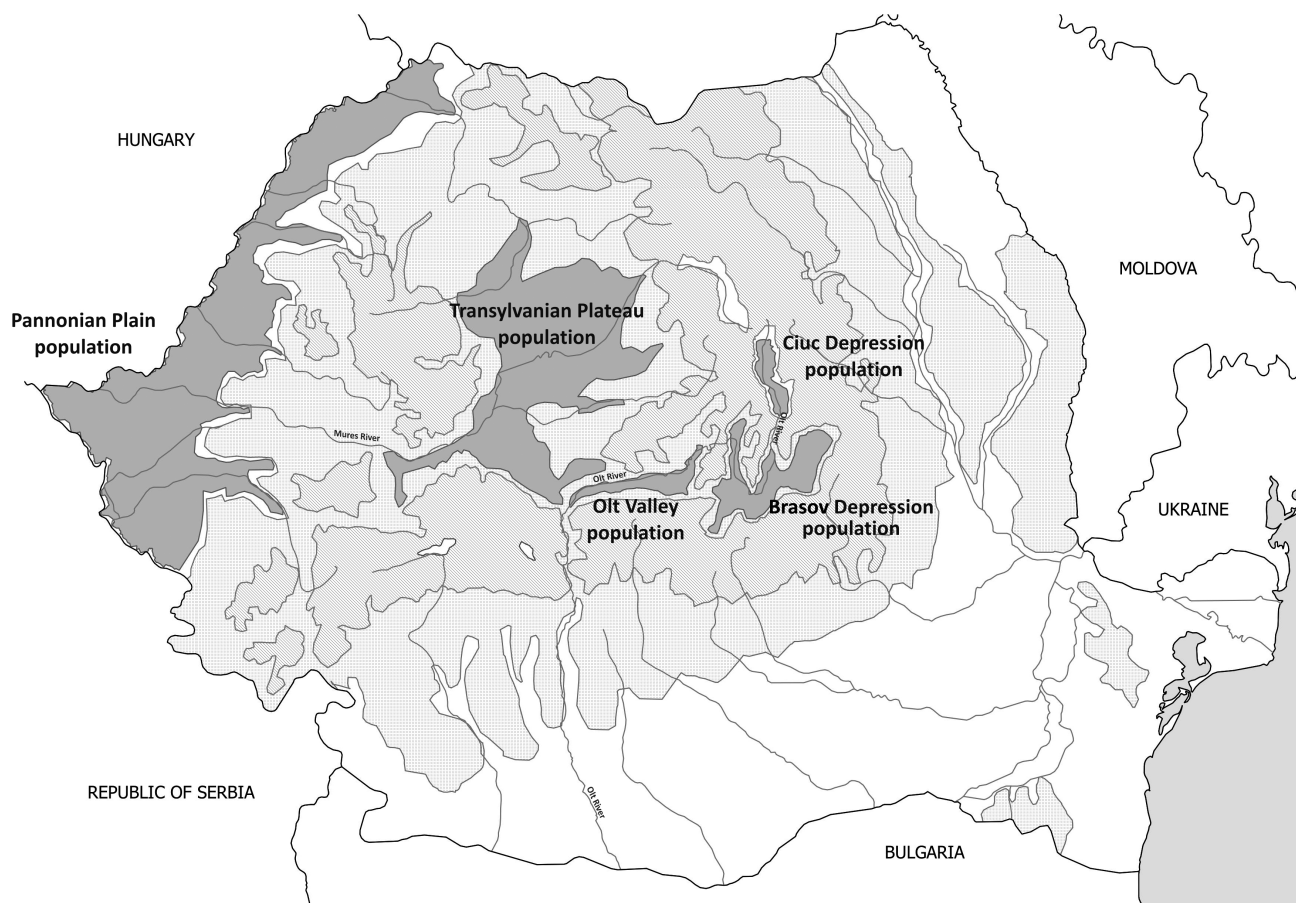 HUNGARY
MOLDOVA
Pannonian Plain
population
Transylvanian Plateau
population
Ciuc Depression
population
Olt River
Mures River
Olt River
Olt Valley
population
Brasov Depression
population
UKRAINE
REPUBLIC OF SERBIA
Olt River
BULGARIA